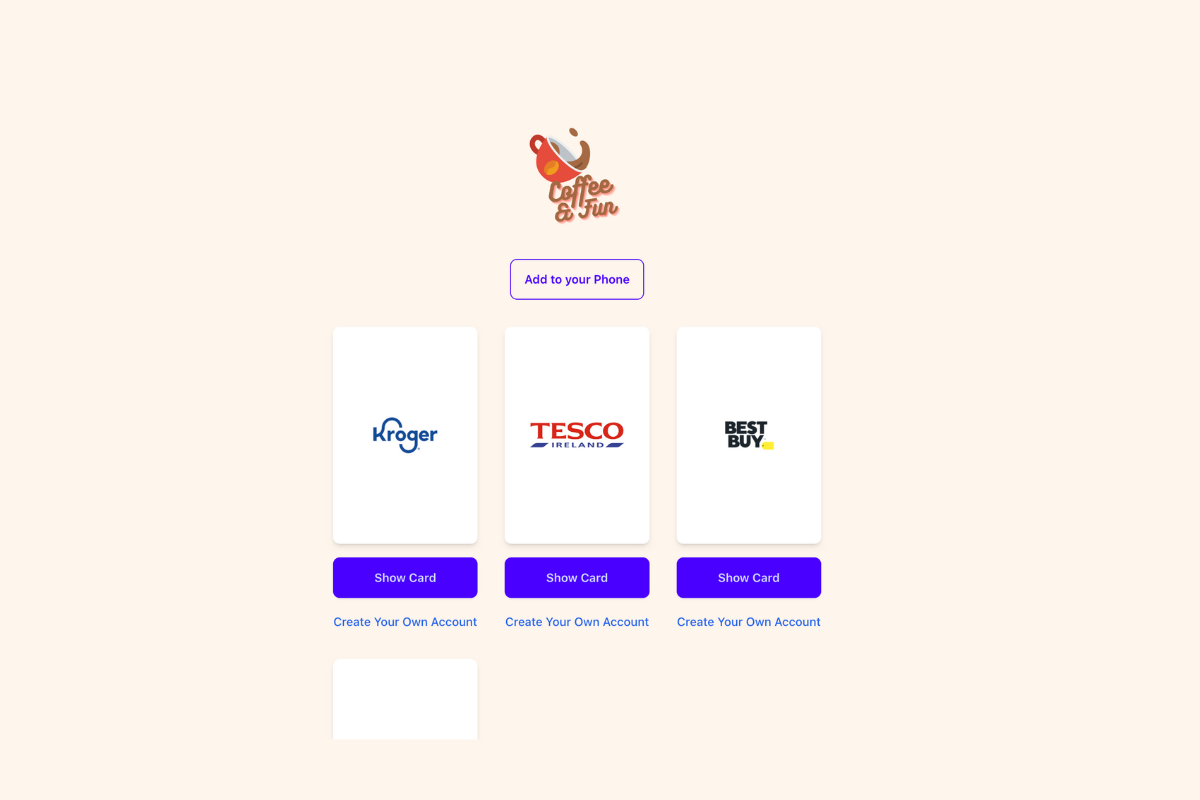 Coffee
& Fun
Add to your Phone
Kroger
TESCO
IRELAND
BEST
BUY
Show Card
Show Card
Show Card
Create Your Own Account
Create Your Own Account
Create Your Own Account